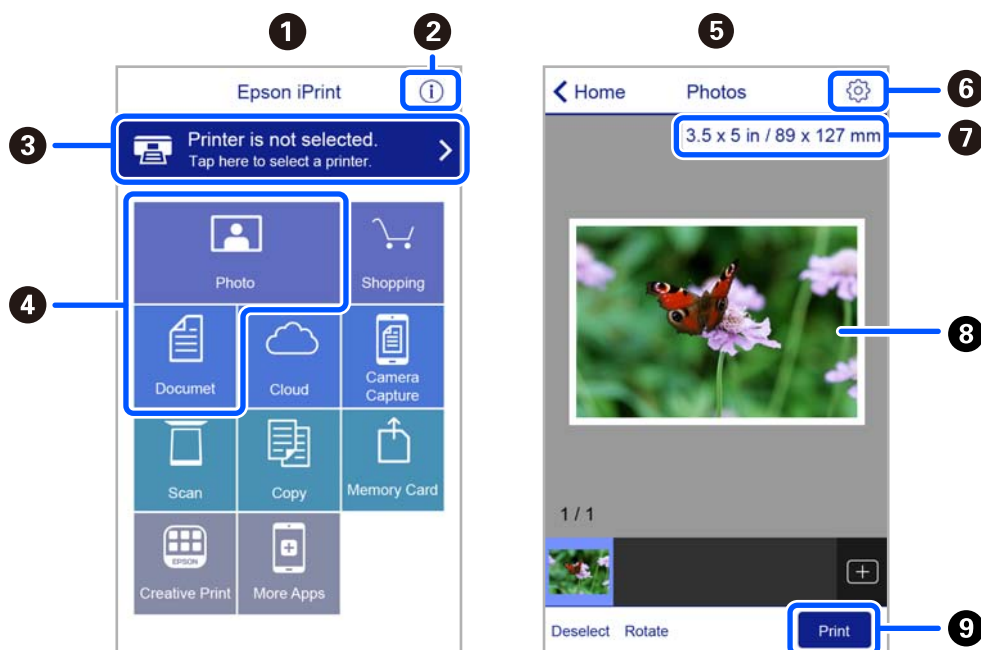 1
2
Epson iPrint
3
Printer is not selected.
Tap here to select a printer.
4
Photo
Shopping
Documet
Cloud
Camera
Capture
Scan
Copy
Memory Card
EPSON
Creative Print
More Apps
5
Home
Photos
6
3.5 x 5 in / 89 x 127 mm
7
8
1 / 1
Deselect
Rotate
Print
9